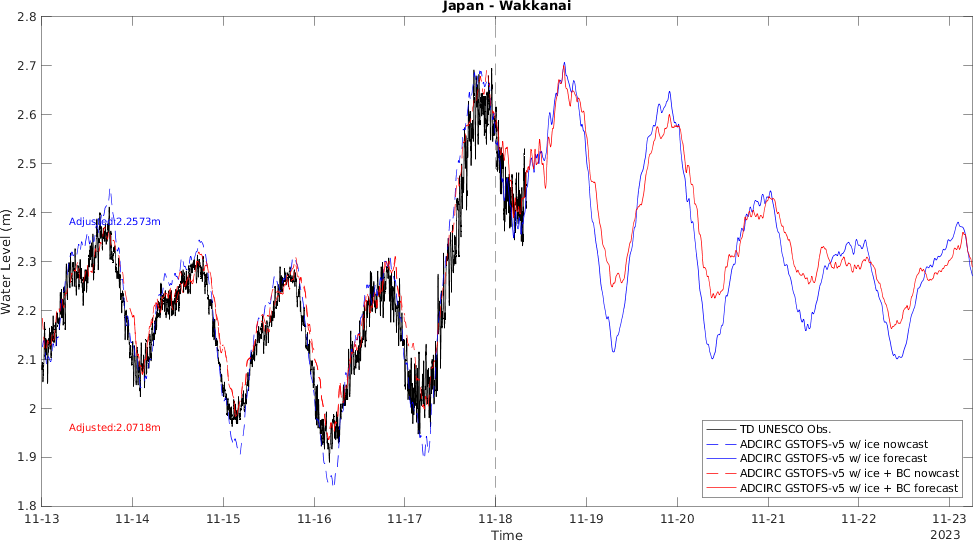 Japan - Wakkanai
2.8
2.7
2.6
2.5
2.4
2.3
2.2
2.1
2
1.9
1.8
Water Level (m)
Adjusted:2.2573m
Adjusted:2.0718m
TD UNESCO Obs.
ADCIRC GSTOFS-v5 w/ ice nowcast
ADCIRC GSTOFS-v5 w/ ice forecast
ADCIRC GSTOFS-v5 w/ ice + BC nowcast
ADCIRC GSTOFS-v5 w/ ice + BC forecast
11-13 11-14 11-15 11-16 11-17 11-18 11-19 11-20 11-21 11-22 11-23
Time
2023